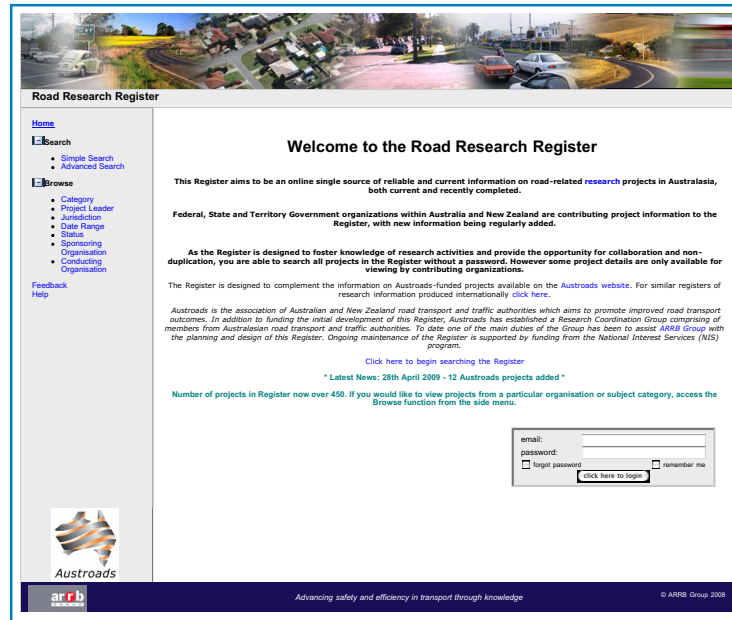 Road Research Register
Home
Search
Simple Search
Advanced Search
Browse
Category
Project Leader
Jurisdiction
Date Range
Status
Sponsoring
Organisation
Conducting
Organisation
Feedback
Help
Welcome to the Road Research Register
This Register aims to be an online single source of reliable and current information on road-related research projects in Australasia,
both current and recently completed.
Federal, State and Territory Government organizations within Australia and New Zealand are contributing project information to the
Register, with new information being regularly added.
As the Register is designed to foster knowledge of research activities and provide the opportunity for collaboration and non-
duplication, you are able to search all projects in the Register without a password. However some project details are only available for
viewing by contributing organizations.
The Register is designed to complement the information on Austroads-funded projects available on the Austroads website. For similar registers of
research information produced internationally click here.
Austroads is the association of Australian and New Zealand road transport and traffic authorities which aims to promote improved road transport
outcomes. In addition to funding the initial development of this Register, Austroads has established a Research Coordination Group comprising of
members from Australasian road transport and traffic authorities. To date one of the main duties of the Group has been to assist ARRB Group with
the planning and design of this Register. Ongoing maintenance of the Register is supported by funding from the National Interest Services (NIS)
program.
Click here to begin searching the Register
* Latest News: 28th April 2009 - 12 Austroads projects added *
Number of projects in Register now over 450. If you would like to view projects from a particular organisation or subject category, access the
Browse function from the side menu.
email:
password:
forgot password remember me
click here to login
Austroads
arrb
GROUP
Advancing safety and efficiency in transport through knowledge
© ARRB Group 2008